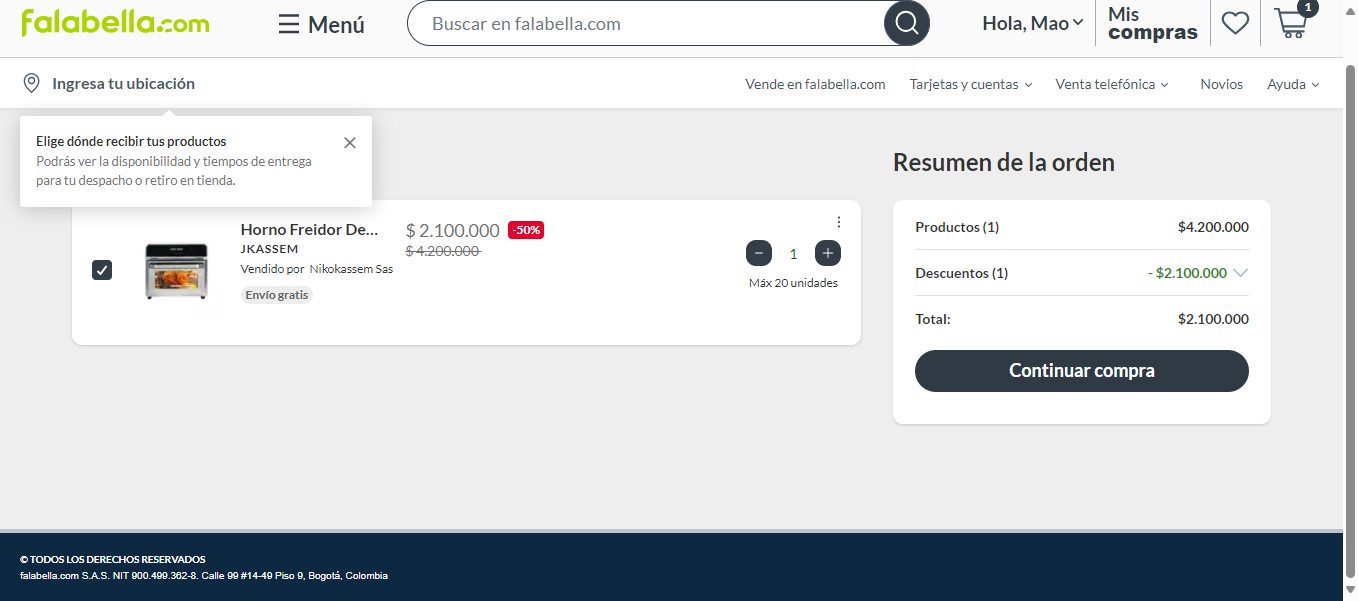 falabella.com
Menú
Buscar en falabella.com
Hola, Mao
Mis
compras
1
Ingresa tu ubicación
Vende en falabella.com
Tarjetas y cuentas
Venta telefónica
Novios
Ayuda
Elige dónde recibir tus productos
Podrás ver la disponibilidad y tiempos de entrega
para tu despacho o retiro en tienda.
Horno Freidor De...
JKASSEM
Vendido por Nikokassem Sas
Envío gratis
$ 2.100.000 -50%
$ 4.200.000
− 1 +
Máx 20 unidades
Resumen de la orden
Productos (1) $4.200.000
Descuentos (1) - $2.100.000
Total: $2.100.000
Continuar compra
© TODOS LOS DERECHOS RESERVADOS
falabella.com S.A.S. NIT 900.499.362-8. Calle 99 #14-49 Piso 9, Bogotá, Colombia